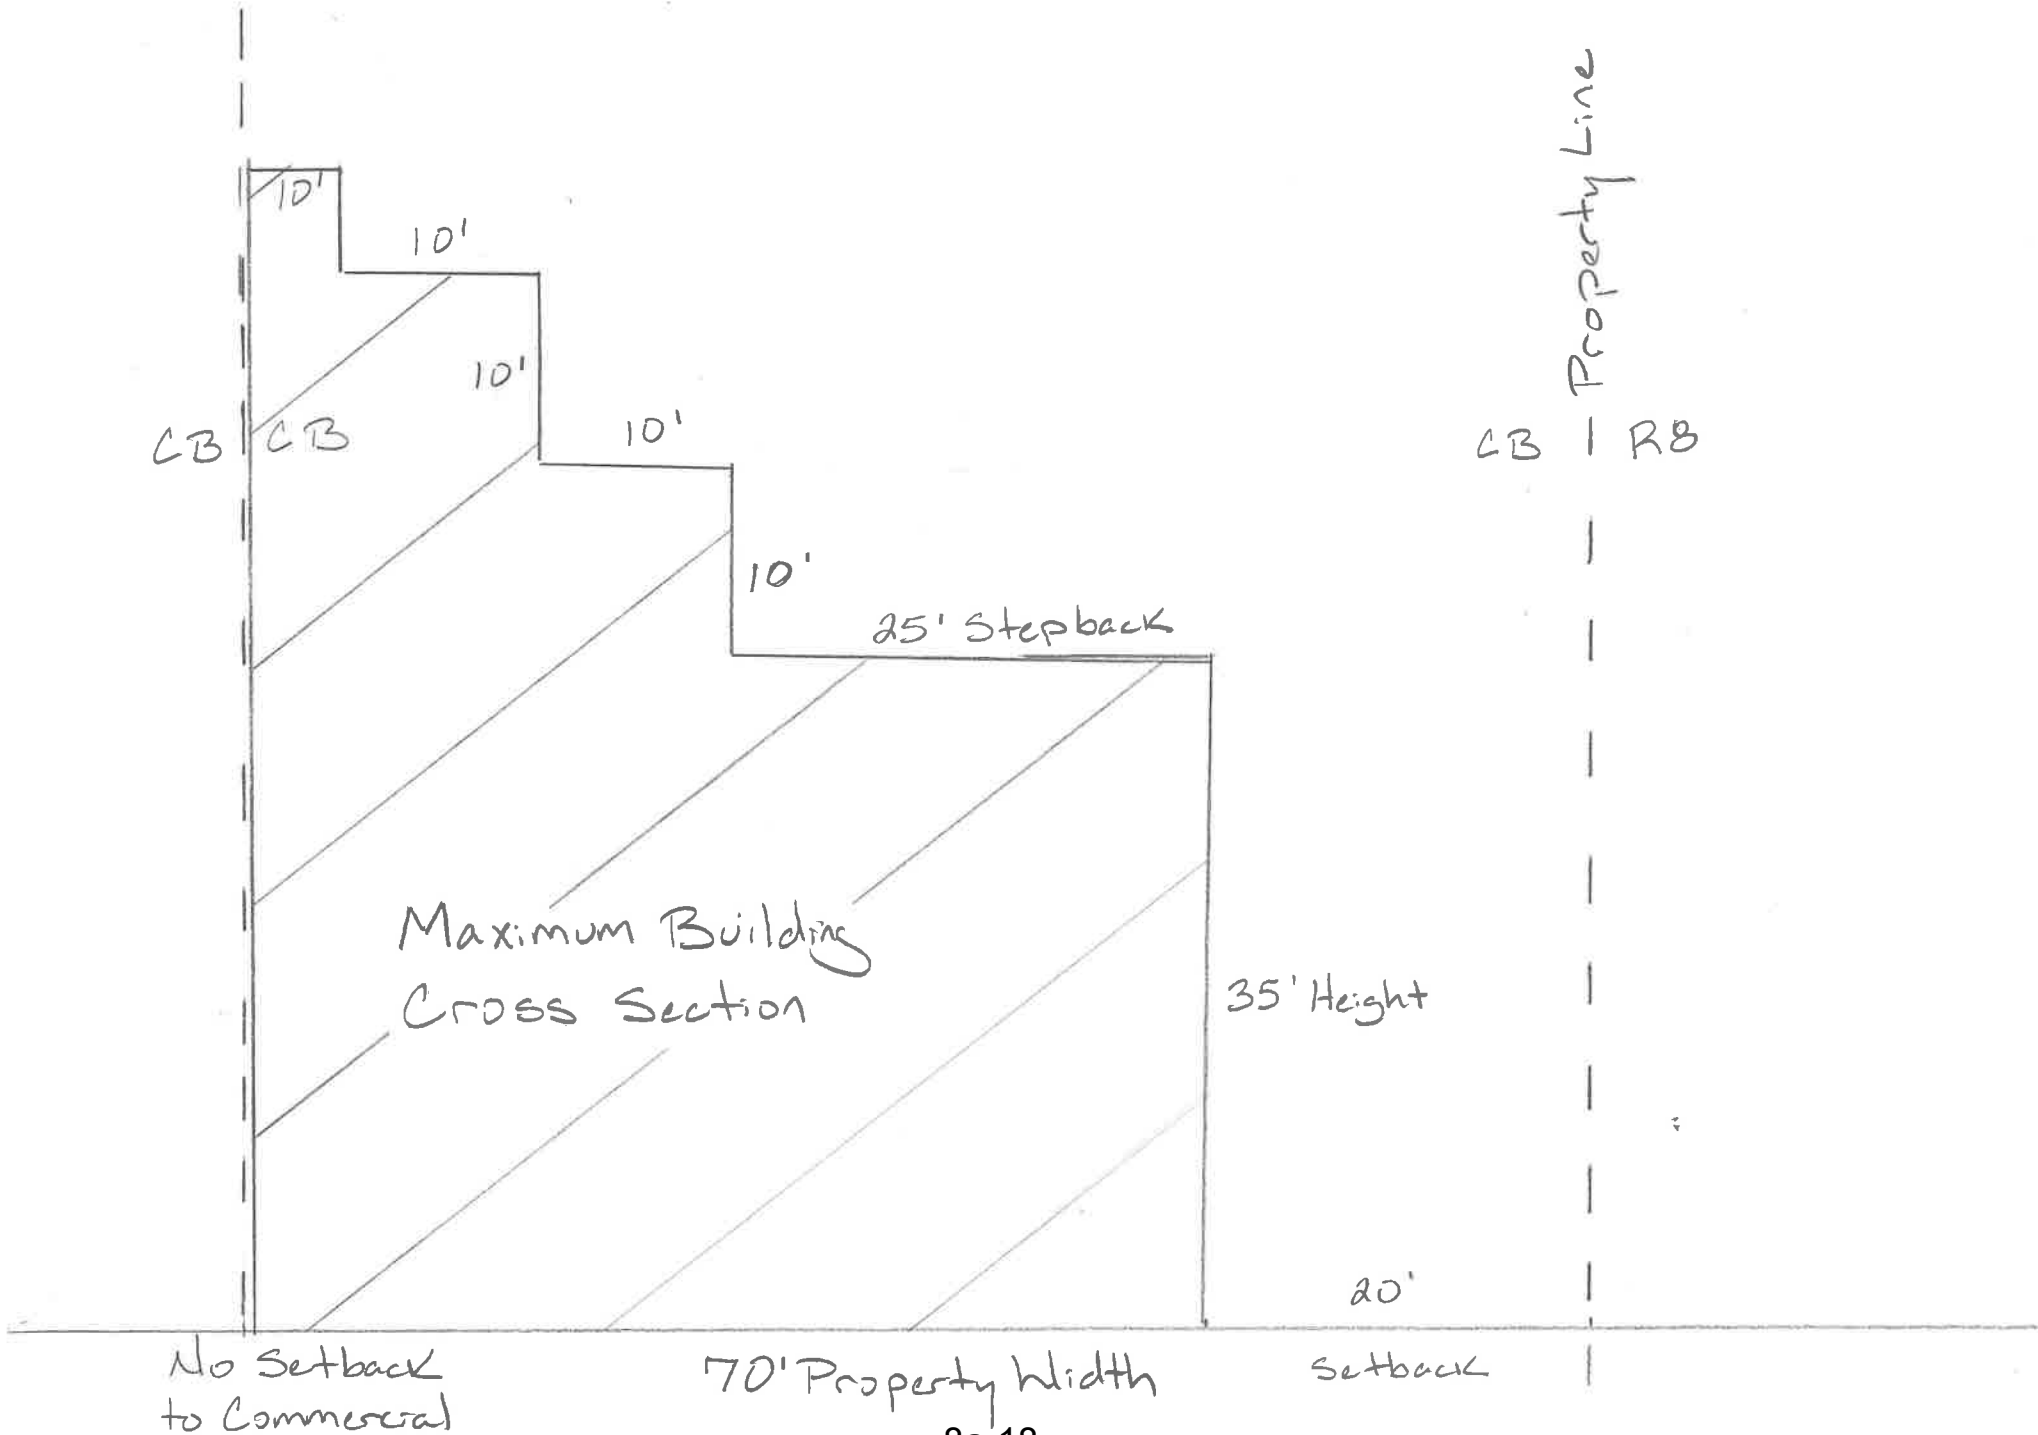 Property Line
10'
10'
10'
10'
CB
CB
CB
R8
10'
25' Stepback
Maximum Building
Cross Section
35' Height
20'
No Setback
to Commercial
70' Property Width
Setback